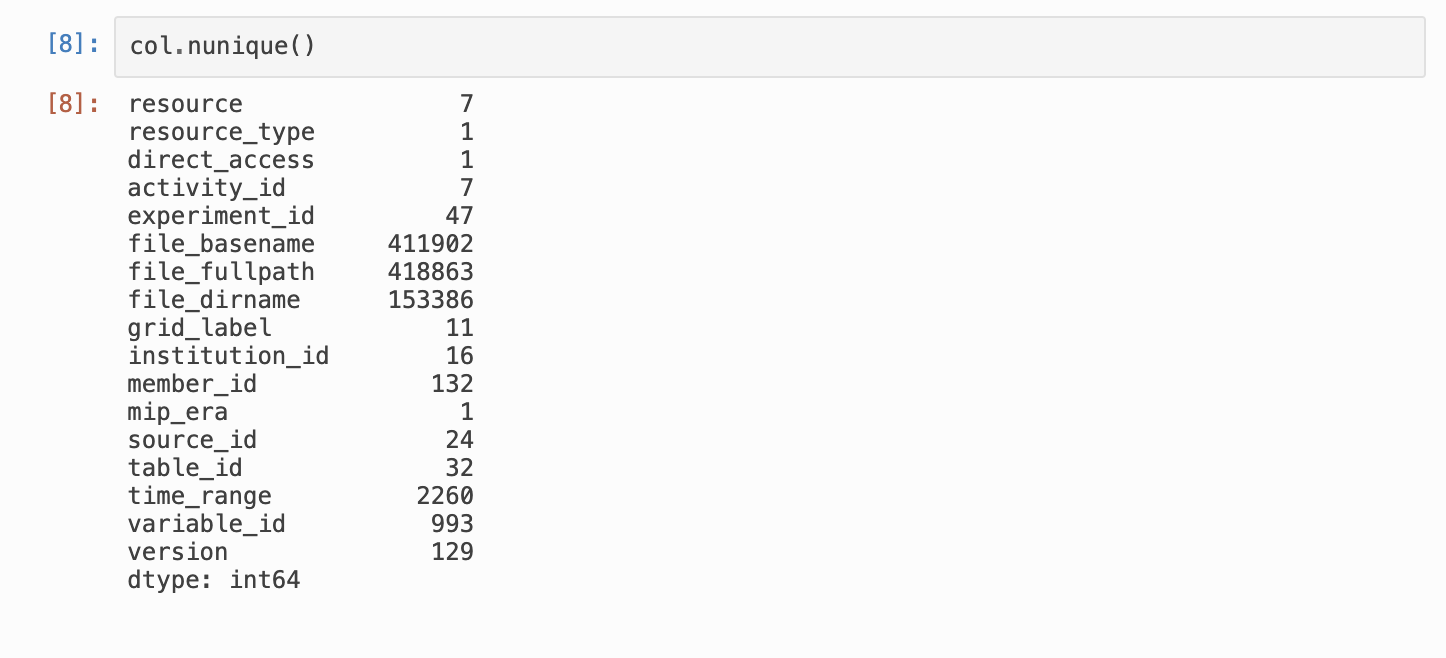 [8]: col.nunique()
[8]: resource 7
resource_type 1
direct_access 1
activity_id 7
experiment_id 47
file_basename 411902
file_fullpath 418863
file_dirname 153386
grid_label 11
institution_id 16
member_id 132
mip_era 1
source_id 24
table_id 32
time_range 2260
variable_id 993
version 129
dtype: int64